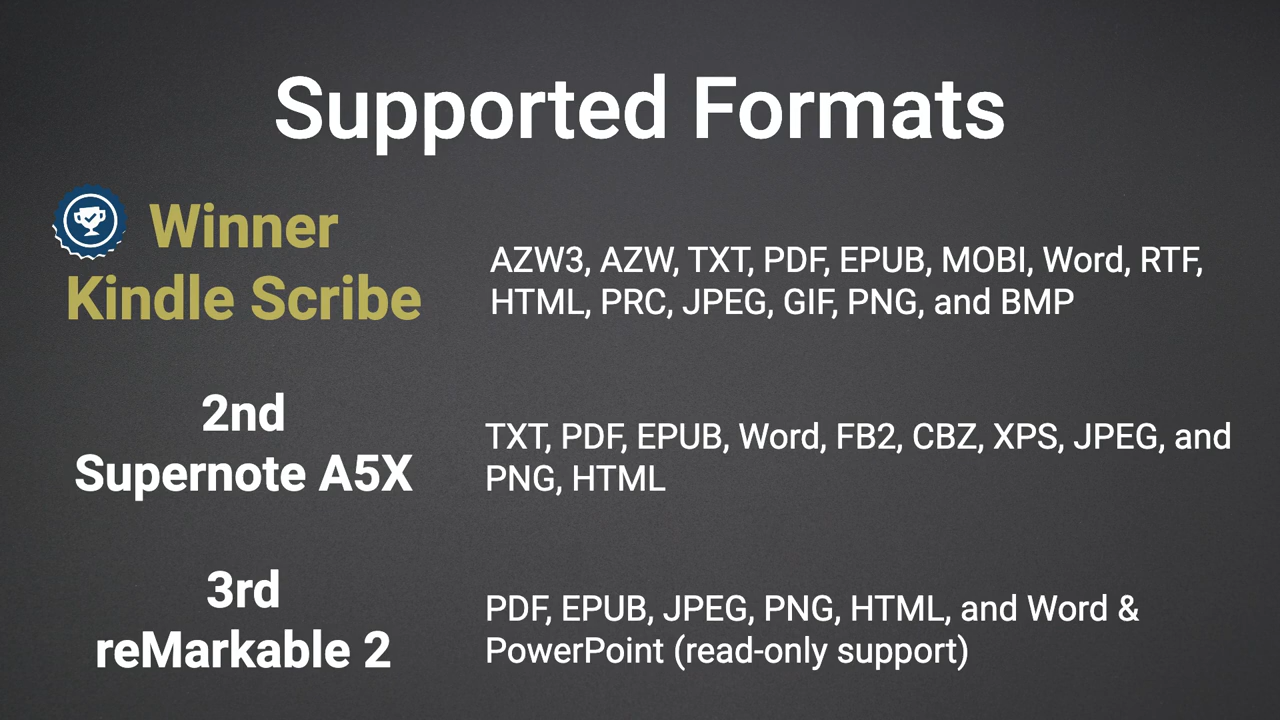 Supported Formats
Winner
Kindle Scribe
AZW3, AZW, TXT, PDF, EPUB, MOBI, Word, RTF,
HTML, PRC, JPEG, GIF, PNG, and BMP
2nd
Supernote A5X
TXT, PDF, EPUB, Word, FB2, CBZ, XPS, JPEG, and
PNG, HTML
3rd
reMarkable 2
PDF, EPUB, JPEG, PNG, HTML, and Word &
PowerPoint (read-only support)